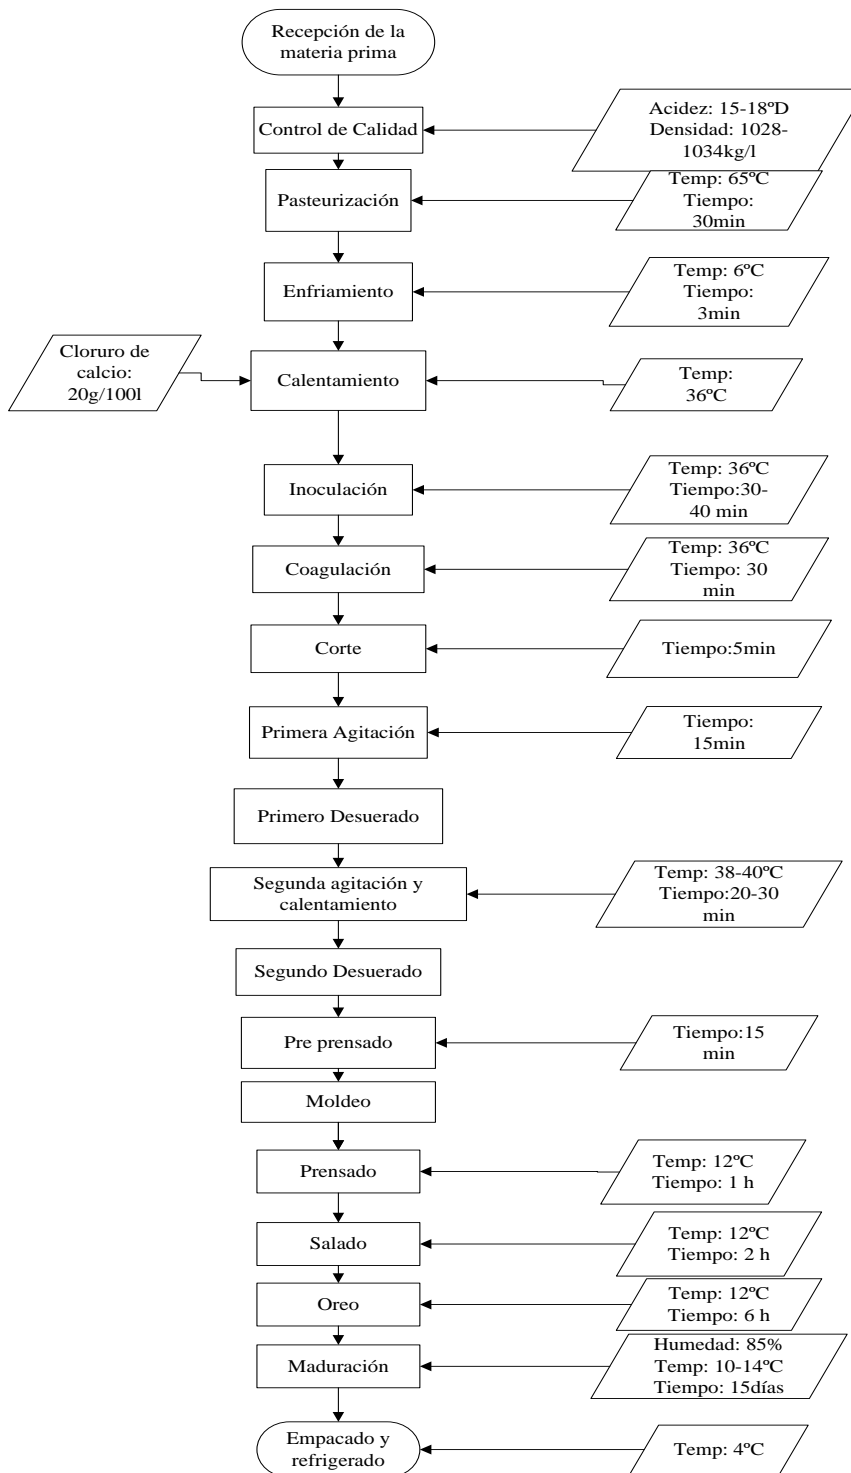 Recepción de la
materia prima
Control de Calidad
Acidez: 15-18ºD
Densidad: 1028-
1034kg/l
Pasteurización
Temp: 65ºC
Tiempo:
30min
Enfriamiento
Temp: 6ºC
Tiempo:
3min
Cloruro de
calcio:
20g/100l
Calentamiento
Temp:
36ºC
Inoculación
Temp: 36ºC
Tiempo:30-
40 min
Coagulación
Temp: 36ºC
Tiempo: 30
min
Corte
Tiempo:5min
Primera Agitación
Tiempo:
15min
Primero Desuerado
Segunda agitación y
calentamiento
Temp: 38-40ºC
Tiempo:20-30
min
Segundo Desuerado
Pre prensado
Tiempo:15
min
Moldeo
Prensado
Temp: 12ºC
Tiempo: 1 h
Salado
Temp: 12ºC
Tiempo: 2 h
Oreo
Temp: 12ºC
Tiempo: 6 h
Maduración
Humedad: 85%
Temp: 10-14ºC
Tiempo: 15días
Empacado y
refrigerado
Temp: 4ºC